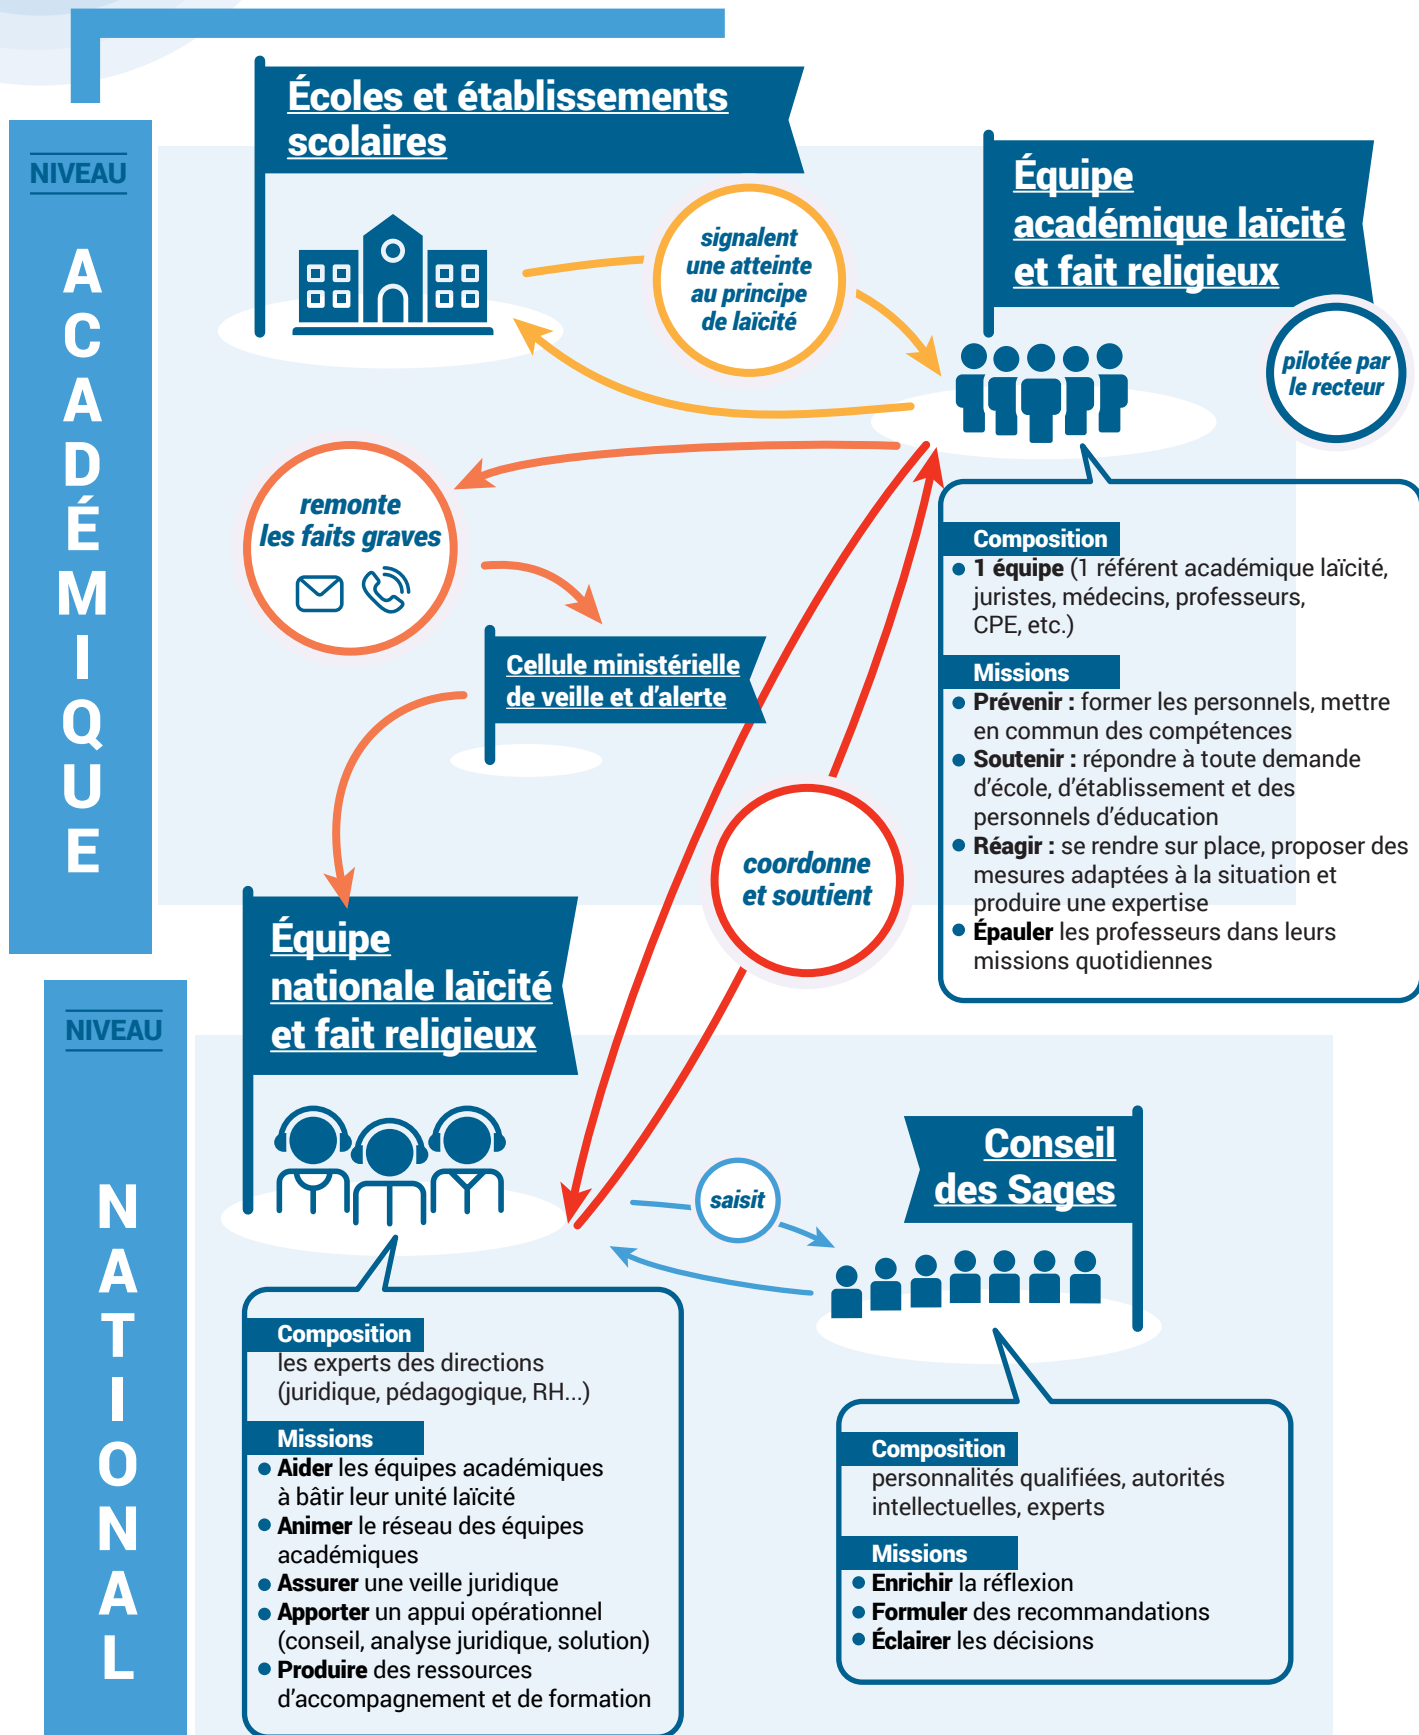 NIVEAU
ACADÉMIQUE
Écoles et établissements
scolaires
signalent
une atteinte
au principe
de laïcité
Équipe
académique laïcité
et fait religieux
pilotée par
le recteur
Composition
1 équipe (1 référent académique laïcité,
juristes, médecins, professeurs,
CPE, etc.)
Missions
Prévenir : former les personnels, mettre
en commun des compétences
Soutenir : répondre à toute demande
d'école, d'établissement et des
personnels d'éducation
Réagir : se rendre sur place, proposer des
mesures adaptées à la situation et
produire une expertise
Épauler les professeurs dans leurs
missions quotidiennes
remonte
les faits graves
Cellule ministérielle
de veille et d'alerte
coordonne
et soutient
NIVEAU
NATIONAL
Équipe
nationale laïcité
et fait religieux
Composition
les experts des directions
(juridique, pédagogique, RH...)
Missions
Aider les équipes académiques
à bâtir leur unité laïcité
Animer le réseau des équipes
académiques
Assurer une veille juridique
Apporter un appui opérationnel
(conseil, analyse juridique, solution)
Produire des ressources
d'accompagnement et de formation
saisit
Conseil
des Sages
Composition
personnalités qualifiées, autorités
intellectuelles, experts
Missions
Enrichir la réflexion
Formuler des recommandations
Éclairer les décisions